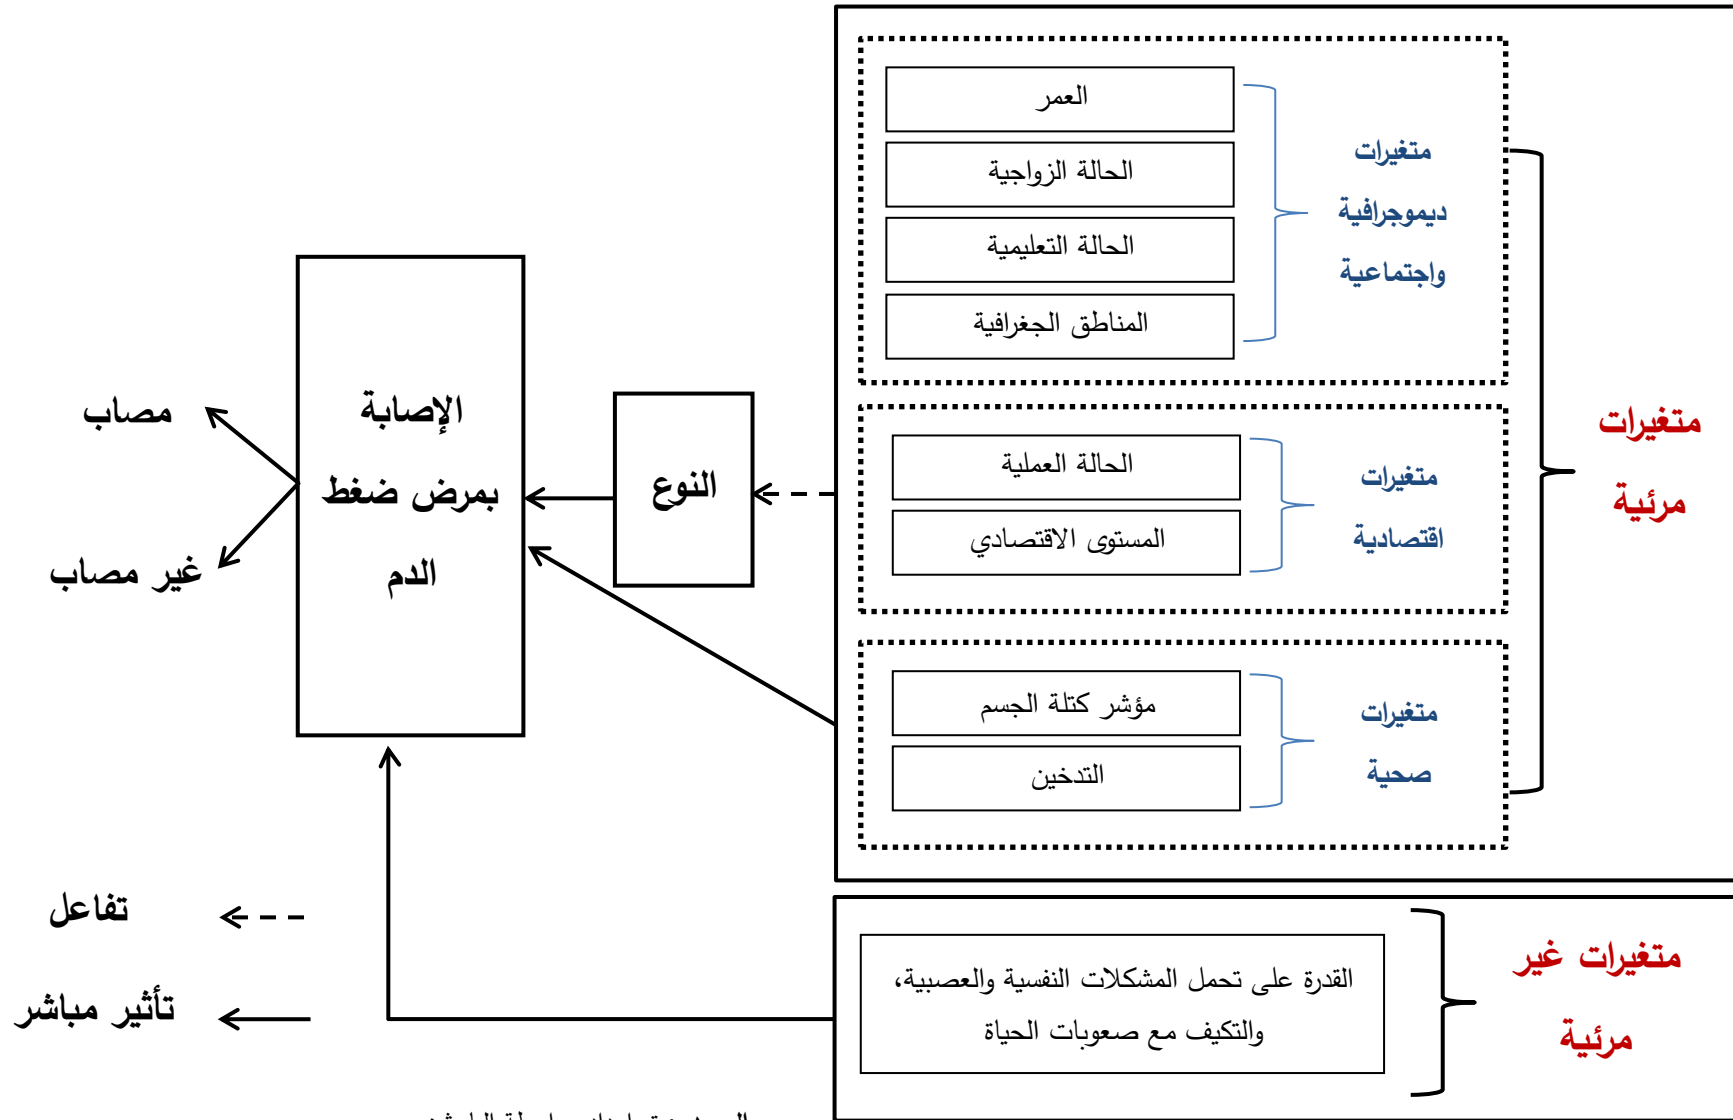 العمر
الحالة الزواجية
الحالة التعليمية
المناطق الجغرافية
متغيرات
ديموجرافية
واجتماعية
الحالة العملية
المستوى الاقتصادي
متغيرات
اقتصادية
مؤشر كتلة الجسم
التدخين
متغيرات
صحية
متغيرات
مرئية
النوع
الإصابة
بمرض ضغط
الدم
مصاب
غير مصاب
متغيرات غير
مرئية
القدرة على تحمل المشكلات النفسية والعصبية،
والتكيف مع صعوبات الحياة
تفاعل
تأثير مباشر